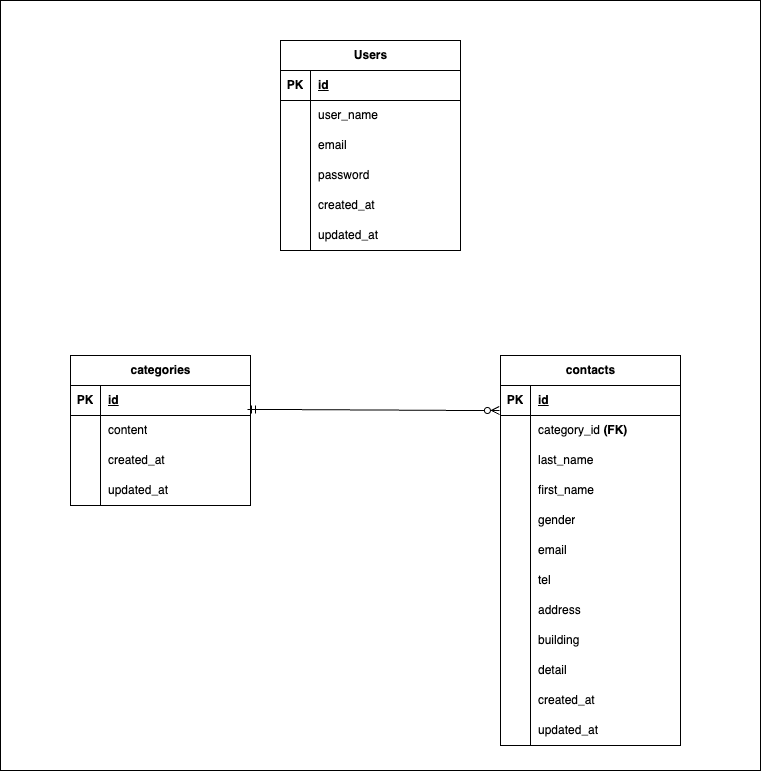 Users
PK id
user_name
email
password
created_at
updated_at
categories
PK id
content
created_at
updated_at
contacts
PK id
category_id (FK)
last_name
first_name
gender
email
tel
address
building
detail
created_at
updated_at